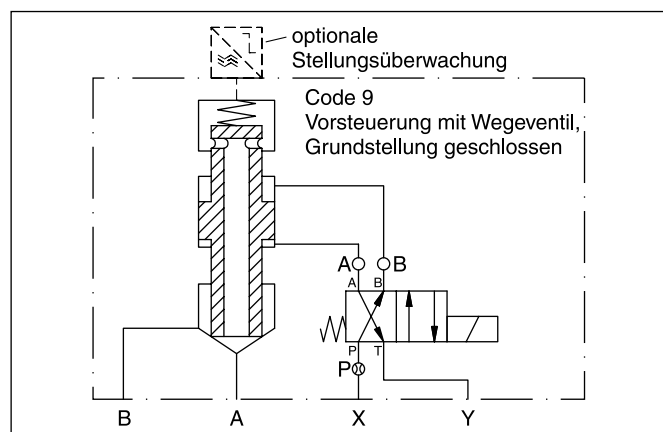 optionale
Stellungsüberwachung
Code 9
Vorsteuerung mit Wegeventil,
Grundstellung geschlossen
A B
A B
P T
P
B A X Y